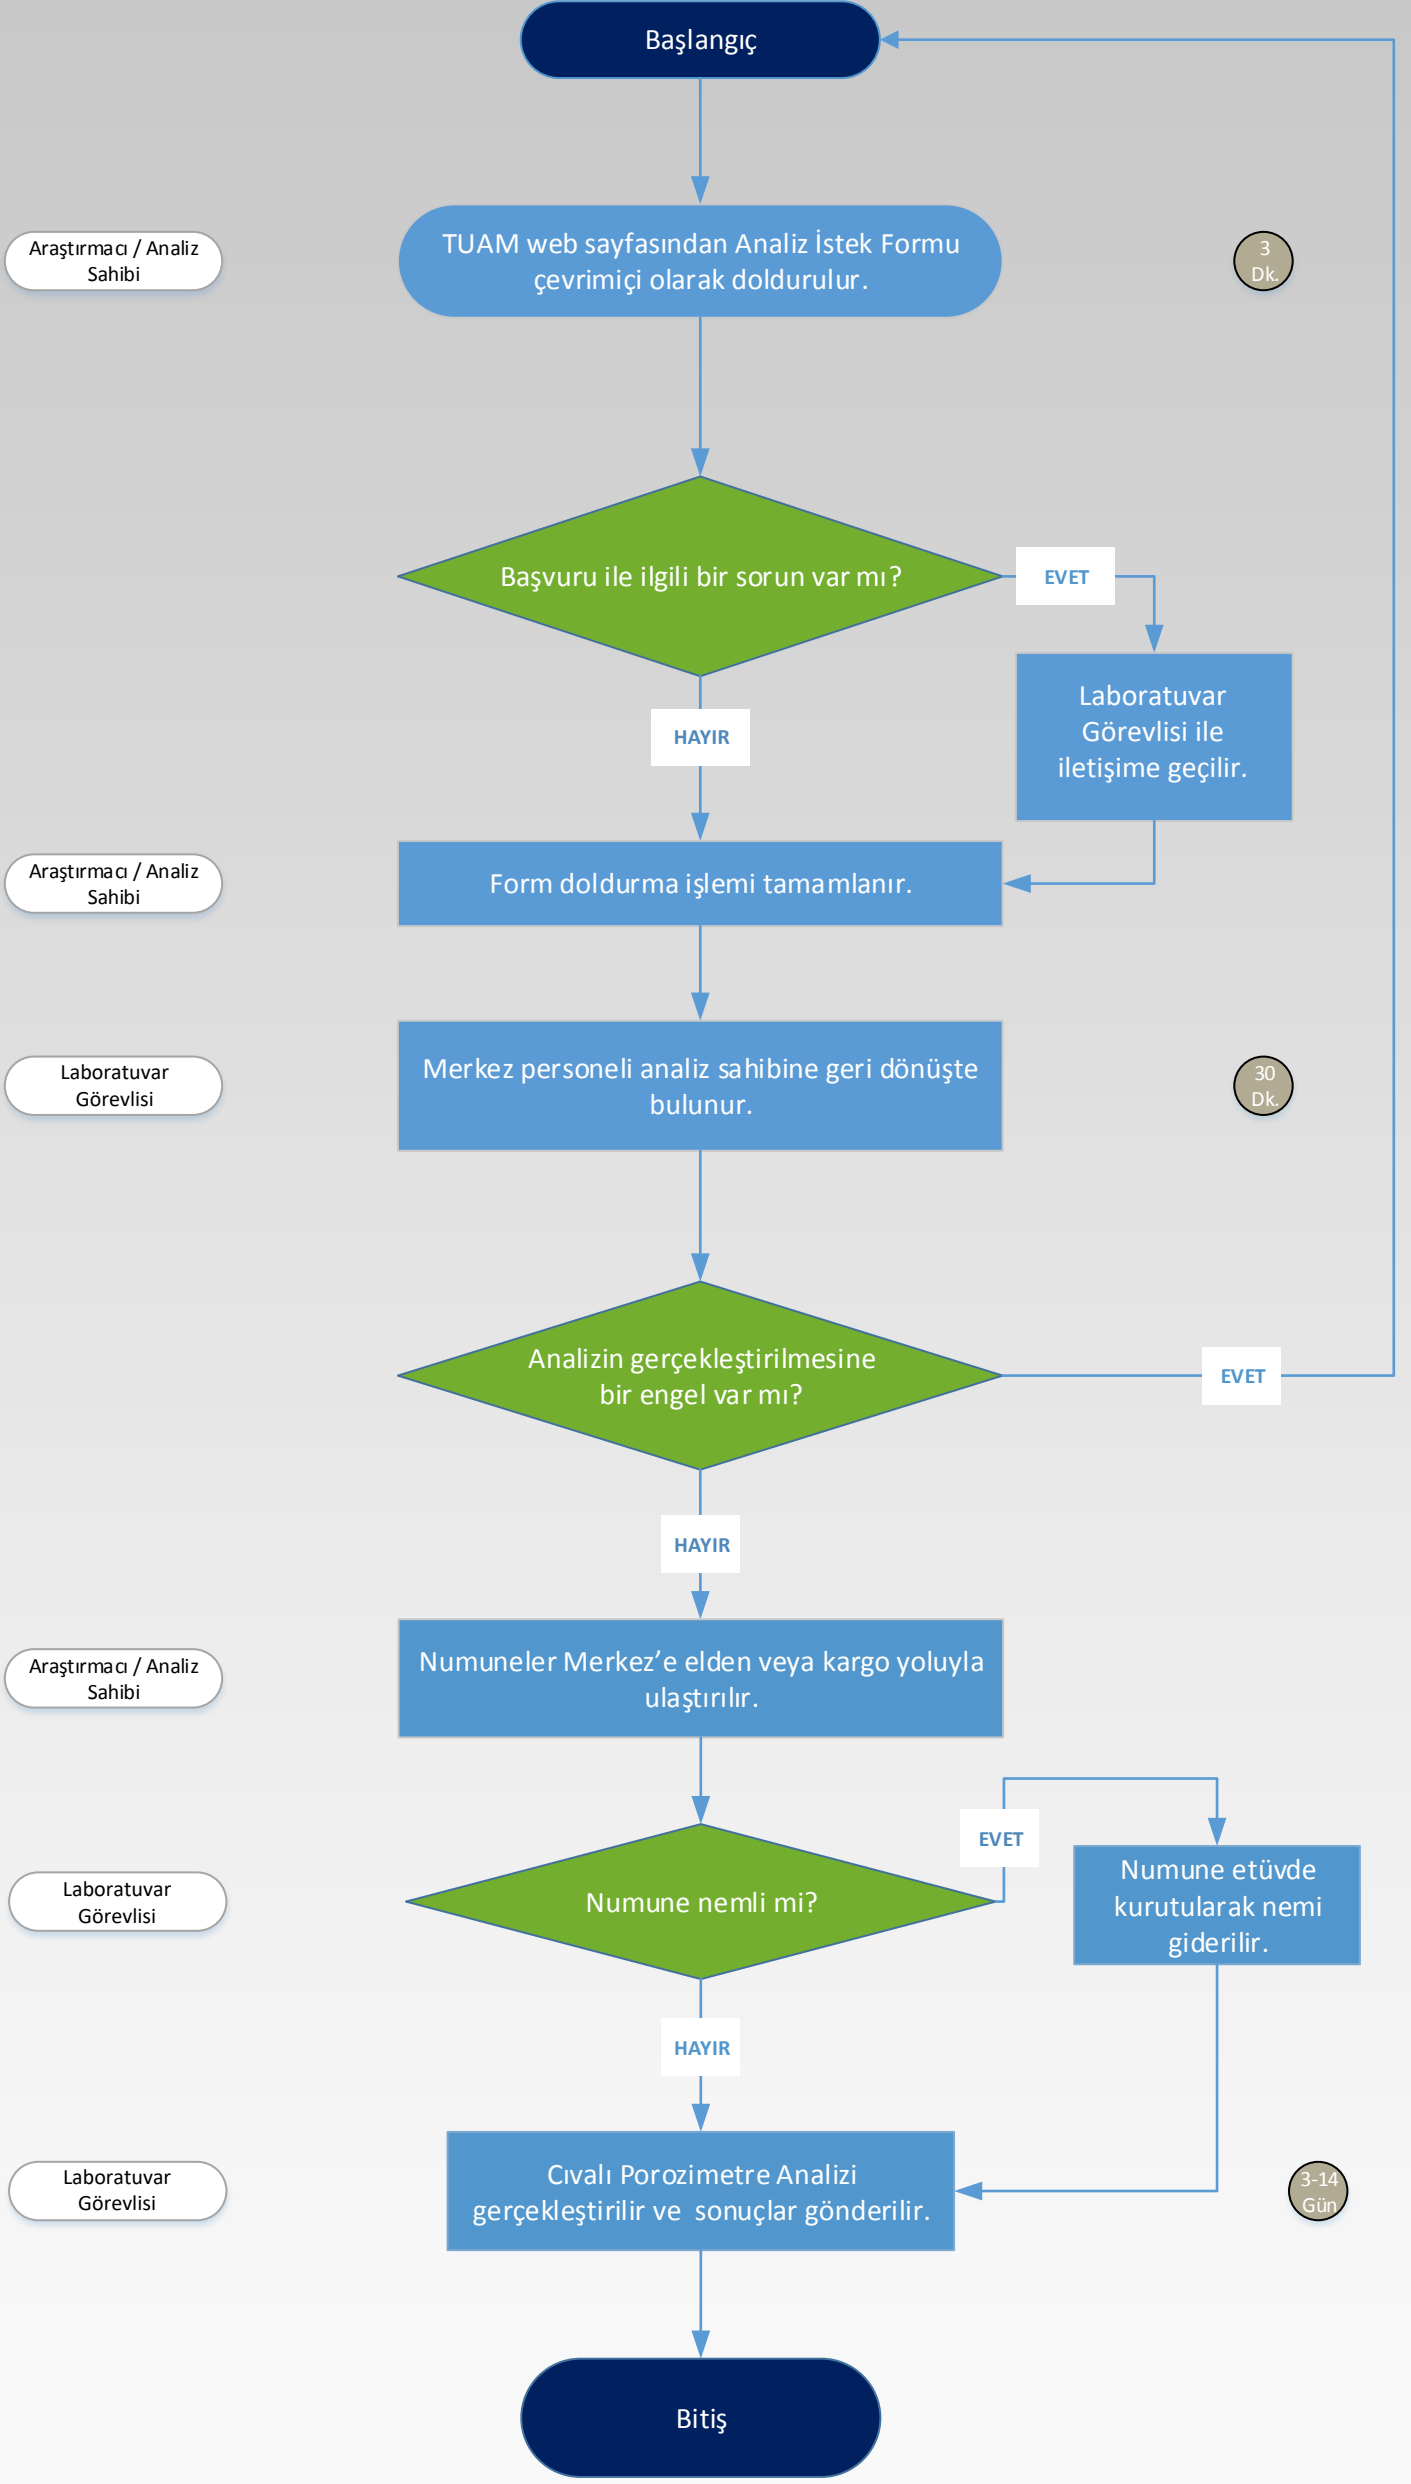 Başlangıç
Araştırmacı / Analiz
Sahibi
TUAM web sayfasından Analiz İstek Formu
çevrimiçi olarak doldurulur.
3
Dk.
Başvuru ile ilgili bir sorun var mı?
EVET
Laboratuvar
Görevlisi ile
iletişime geçilir.
HAYIR
Araştırmacı / Analiz
Sahibi
Form doldurma işlemi tamamlanır.
Laboratuvar
Görevlisi
Merkez personeli analiz sahibine geri dönüşte
bulunur.
30
Dk.
Analizin gerçekleştirilmesine
bir engel var mı?
EVET
HAYIR
Araştırmacı / Analiz
Sahibi
Numuneler Merkez’e elden veya kargo yoluyla
ulaştırılır.
EVET
Laboratuvar
Görevlisi
Numune nemli mi?
Numune etüvde
kurutularak nemi
giderilir.
HAYIR
Laboratuvar
Görevlisi
Cıvalı Porozimetre Analizi
gerçekleştirilir ve  sonuçlar gönderilir.
3-14
Gün
Bitiş